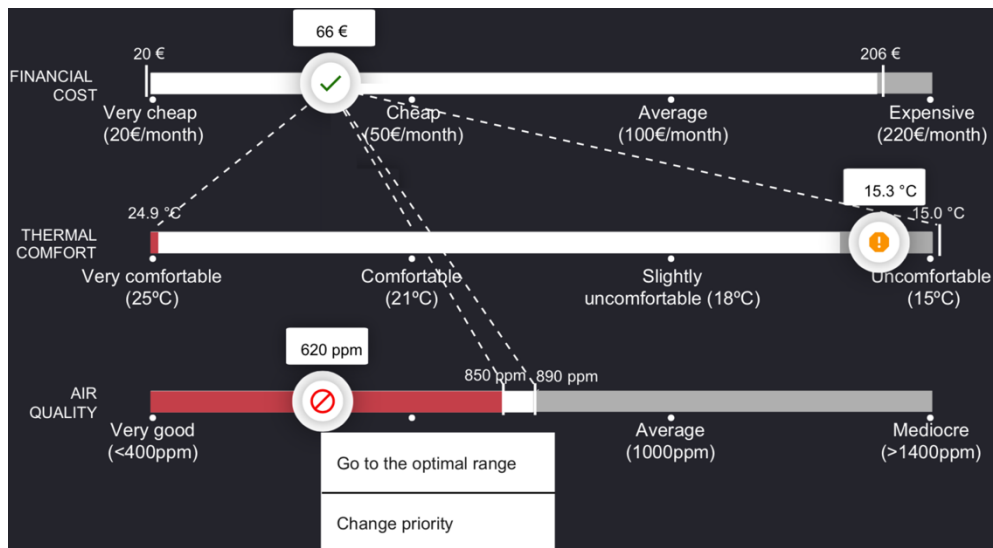 66 €
20 €
206 €
FINANCIAL
COST
Very cheap
(20€/month)
Cheap
(50€/month)
Average
(100€/month)
Expensive
(220€/month)
15.3 °C
24.9 °C
15.0 °C
THERMAL
COMFORT
Very comfortable
(25ºC)
Comfortable
(21ºC)
Slightly
uncomfortable (18ºC)
Uncomfortable
(15ºC)
620 ppm
850 ppm
890 ppm
AIR
QUALITY
Very good
(<400ppm)
Average
(1000ppm)
Mediocre
(>1400ppm)
Go to the optimal range
Change priority